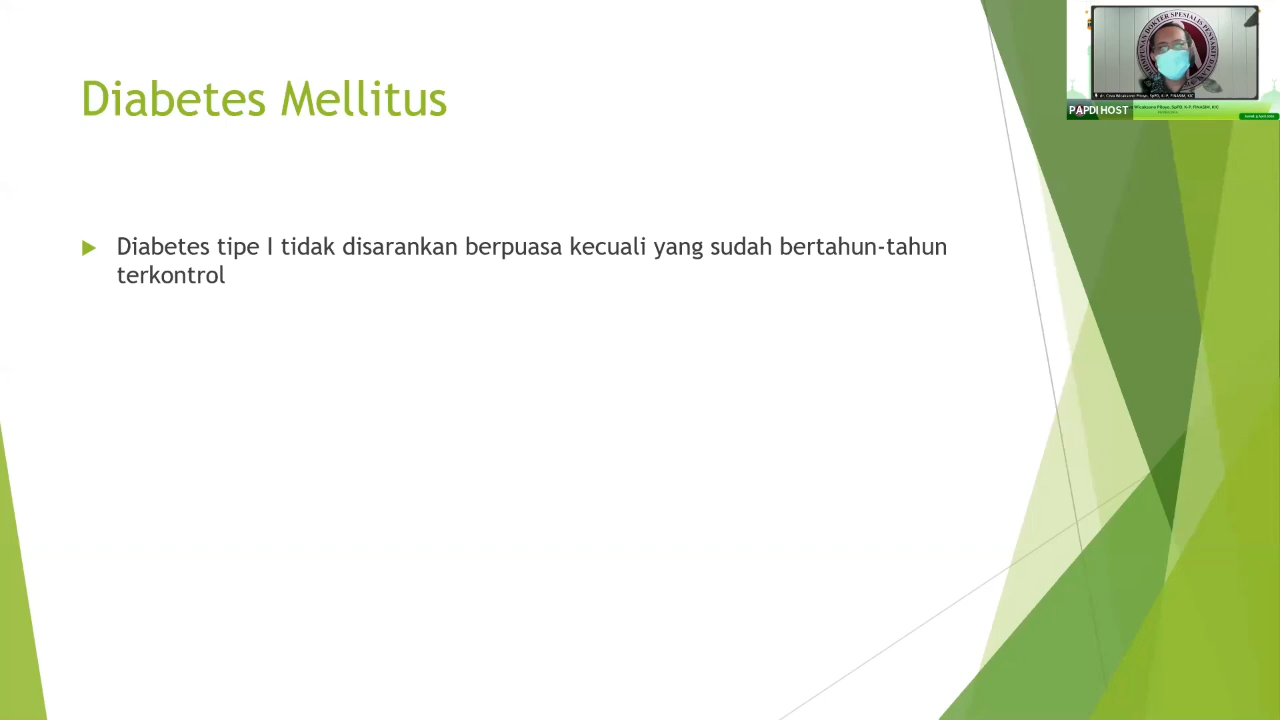 Diabetes Mellitus
Diabetes tipe I tidak disarankan berpuasa kecuali yang sudah bertahun-tahun
terkontrol
PAPDI HOST